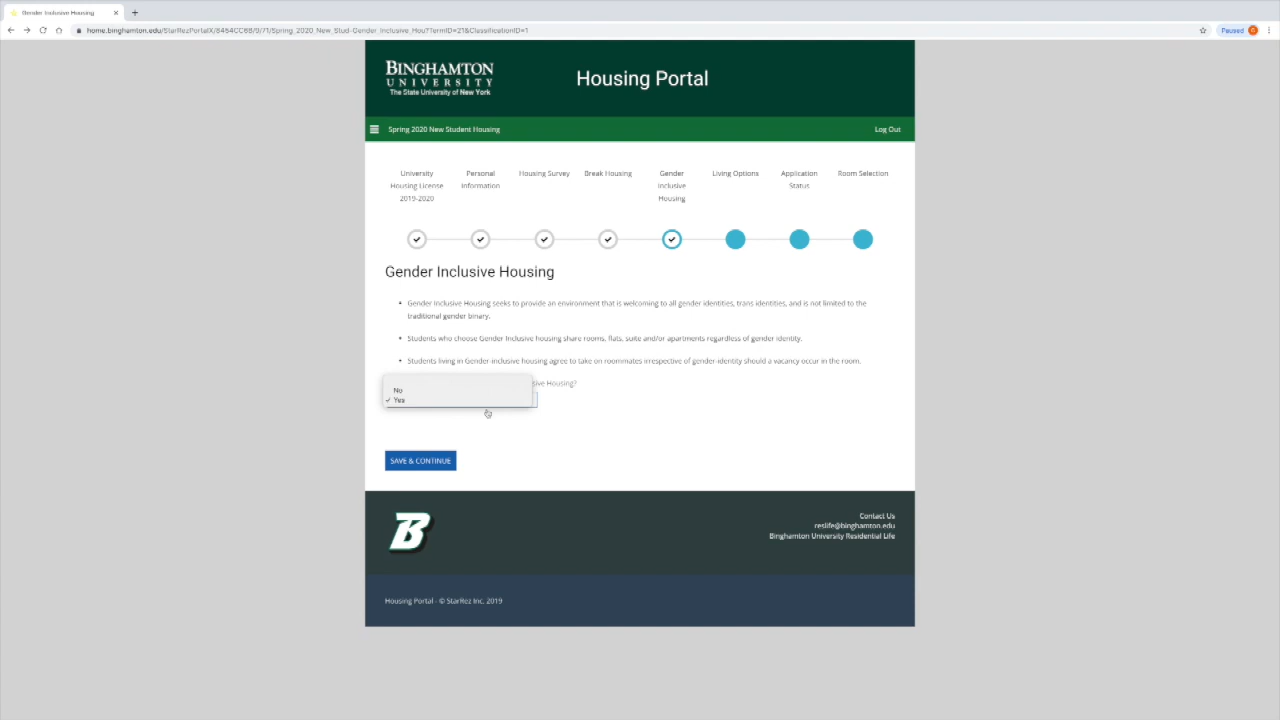 Gender Inclusive Housing
home.binghamton.edu/StarRezPortalX/8454CC6B/9/71/Spring_2020_New_Stud-Gender_Inclusive_Hou?TermID=21&ClassificationID=1
Paused
BINGHAMTON
UNIVERSITY
The State University of New York
Housing Portal
Spring 2020 New Student Housing
Log Out
University
Housing License
2019-2020
Personal
Information
Housing Survey
Break Housing
Gender
Inclusive
Housing
Living Options
Application
Status
Room Selection
Gender Inclusive Housing
Gender Inclusive Housing seeks to provide an environment that is welcoming to all gender identities, trans identities, and is not limited to the
traditional gender binary.
Students who choose Gender Inclusive housing share rooms, flats, suite and/or apartments regardless of gender identity.
Students living in Gender-inclusive housing agree to take on roommates irrespective of gender-identity should a vacancy occur in the room.
sive Housing?
No
Yes
SAVE & CONTINUE
B
Contact Us
reslife@binghamton.edu
Binghamton University Residential Life
Housing Portal - © StarRez Inc. 2019